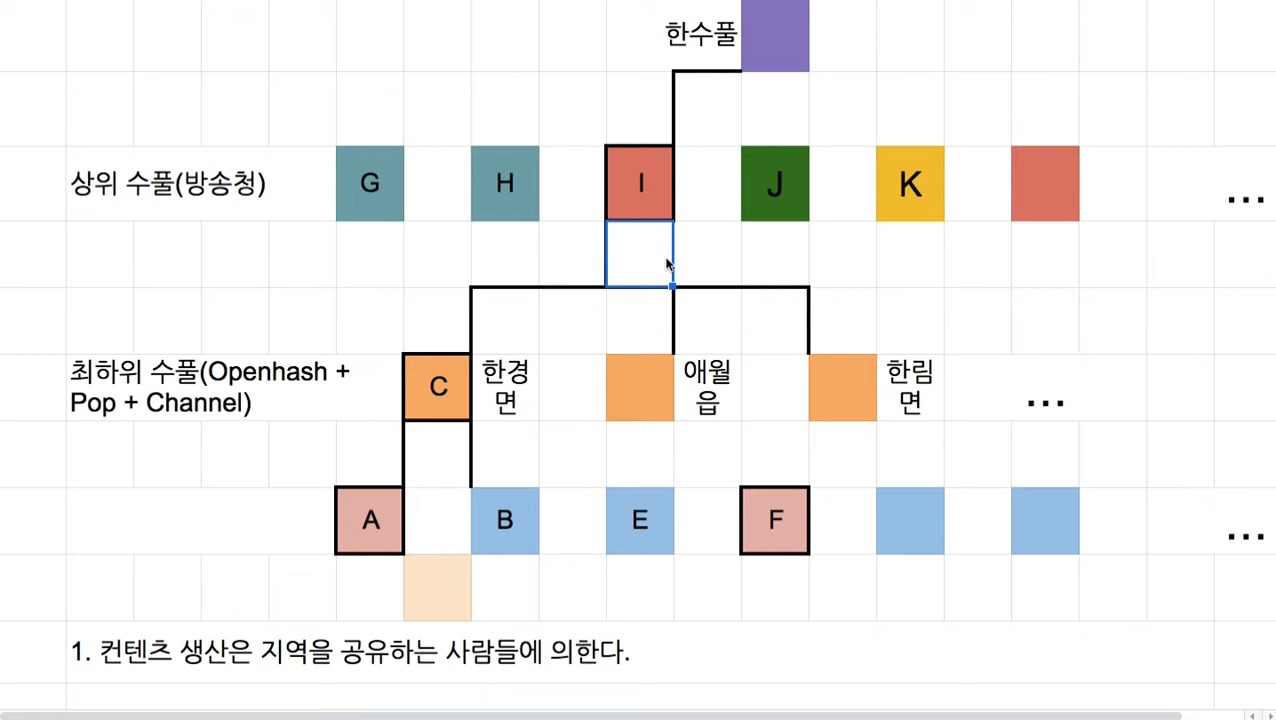 한수풀
상위 수풀(방송청)
G
H
I
J
K
...
최하위 수풀(Openhash +
Pop + Channel)
C
한경
면
애월
읍
한림
면
...
A
B
E
F
...
1. 컨텐츠 생산은 지역을 공유하는 사람들에 의한다.